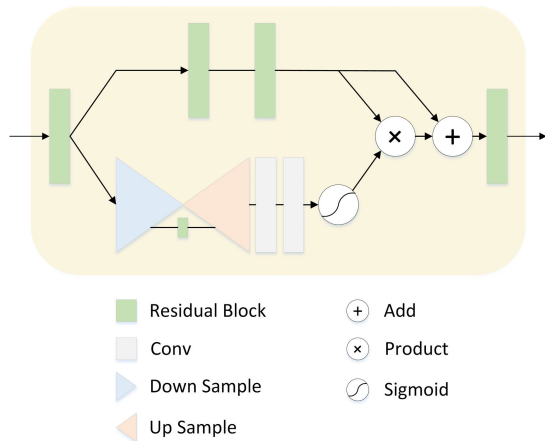 Residual Block
Conv
Down Sample
Up Sample
Add
Product
Sigmoid